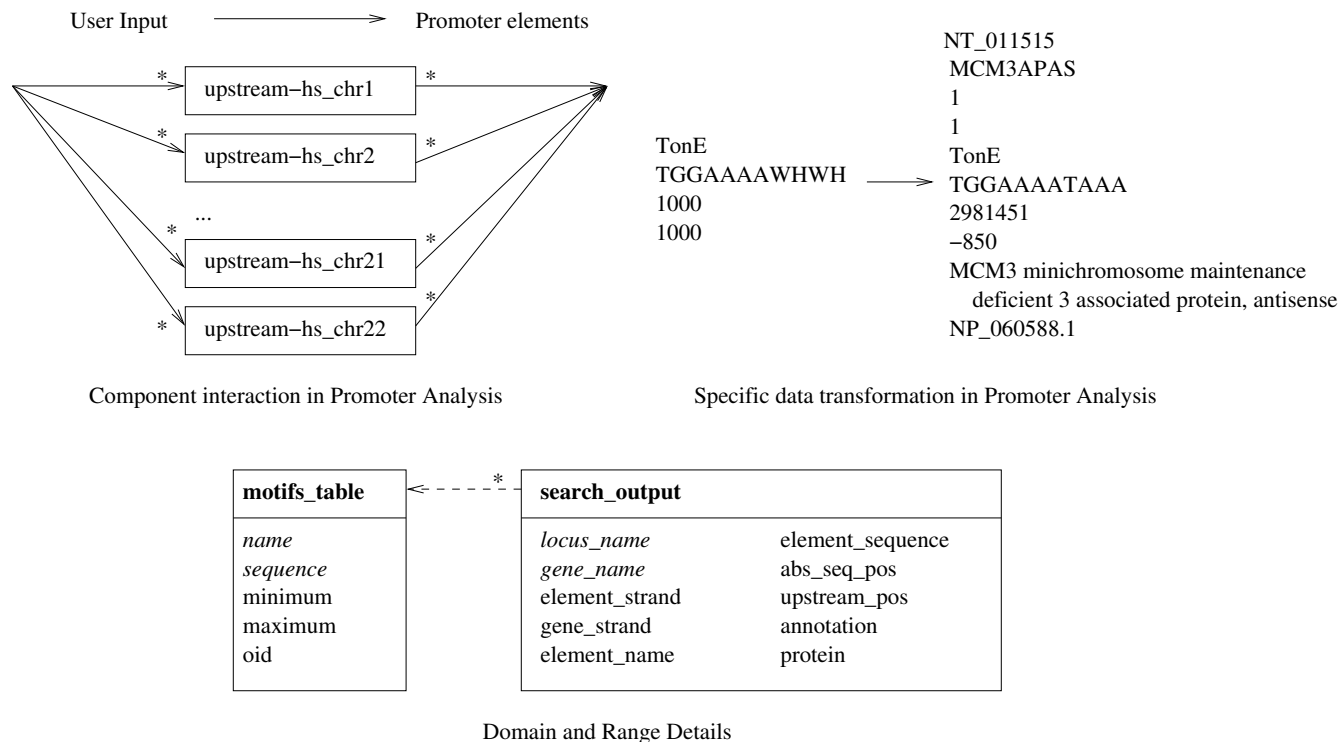 User Input
Promoter elements
*
upstream−hs_chr1
*
*
upstream−hs_chr2
*
...
*
upstream−hs_chr21
*
*
upstream−hs_chr22
*
Component interaction in Promoter Analysis
TonE
TGGAAAAWHWH
1000
1000
NT_011515
MCM3APAS
1
1
TonE
TGGAAAATAAA
2981451
−850
MCM3 minichromosome maintenance
deficient 3 associated protein, antisense
NP_060588.1
Specific data transformation in Promoter Analysis
motifs_table
name
sequence
minimum
maximum
oid
*
search_output
locus_name
gene_name
element_strand
gene_strand
element_name
element_sequence
abs_seq_pos
upstream_pos
annotation
protein
Domain and Range Details